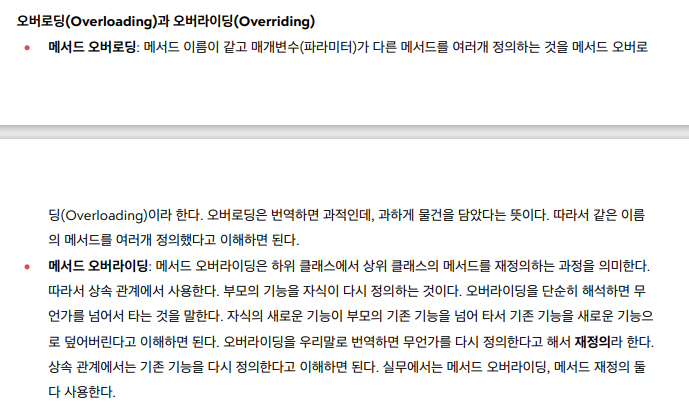 오버로딩(Overloading)과 오버라이딩(Overriding)
메서드 오버로딩: 메서드 이름이 같고 매개변수(파라미터)가 다른 메서드를 여러개 정의하는 것을 메서드 오버로
딩(Overloading)이라 한다. 오버로딩은 번역하면 과적인데, 과하게 물건을 담았다는 뜻이다. 따라서 같은 이름
의 메서드를 여러개 정의했다고 이해하면 된다.
메서드 오버라이딩: 메서드 오버라이딩은 하위 클래스에서 상위 클래스의 메서드를 재정의하는 과정을 의미한다.
따라서 상속 관계에서 사용한다. 부모의 기능을 자식이 다시 정의하는 것이다. 오버라이딩을 단순히 해석하면 무
언가를 넘어서 타는 것을 말한다. 자식의 새로운 기능이 부모의 기존 기능을 넘어 타서 기존 기능을 새로운 기능으
로 덮어버린다고 이해하면 된다. 오버라이딩을 우리말로 번역하면 무언가를 다시 정의한다고 해서 재정의라 한다.
상속 관계에서는 기존 기능을 다시 정의한다고 이해하면 된다. 실무에서는 메서드 오버라이딩, 메서드 재정의 둘
다 사용한다.